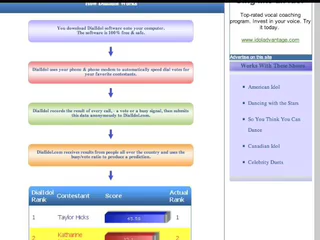 How DialIdol Works
You download DialIdol software onto your computer.
The software is 100% free & safe.
DialIdol uses your phone & phone modem to automatically speed dial votes for
your favorite contestants.
DialIdol records the result of every call, - a vote or a busy signal, then submits
this data anonymously to DialIdol.com.
DialIdol.com receives results from people all over the country and uses the
busy/vote ratio to produce a prediction.
DialIdol
Rank
Contestant
Score
Actual
Rank
1
Taylor Hicks
1
Katharine
2
Top-rated vocal coaching
program. Invest in your voice. Try
it today.
www.idoladvantage.com
Advertise on this site
Works With These Shows
American Idol
Dancing with the Stars
So You Think You Can
Dance
Canadian Idol
Celebrity Duets